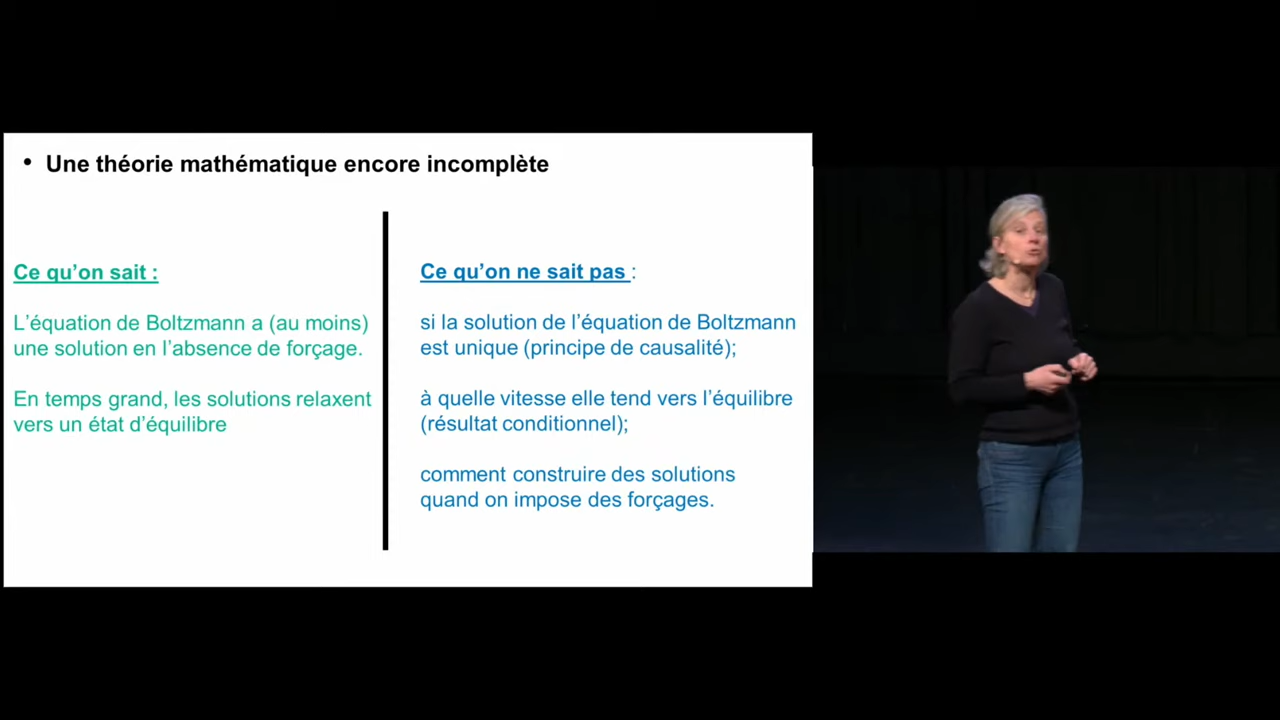 • Une théorie mathématique encore incomplète
Ce qu'on sait :
L'équation de Boltzmann a (au moins)
une solution en l'absence de forçage.
En temps grand, les solutions relaxent
vers un état d'équilibre
Ce qu'on ne sait pas :
si la solution de l'équation de Boltzmann
est unique (principe de causalité);
à quelle vitesse elle tend vers l'équilibre
(résultat conditionnel);
comment construire des solutions
quand on impose des forçages.